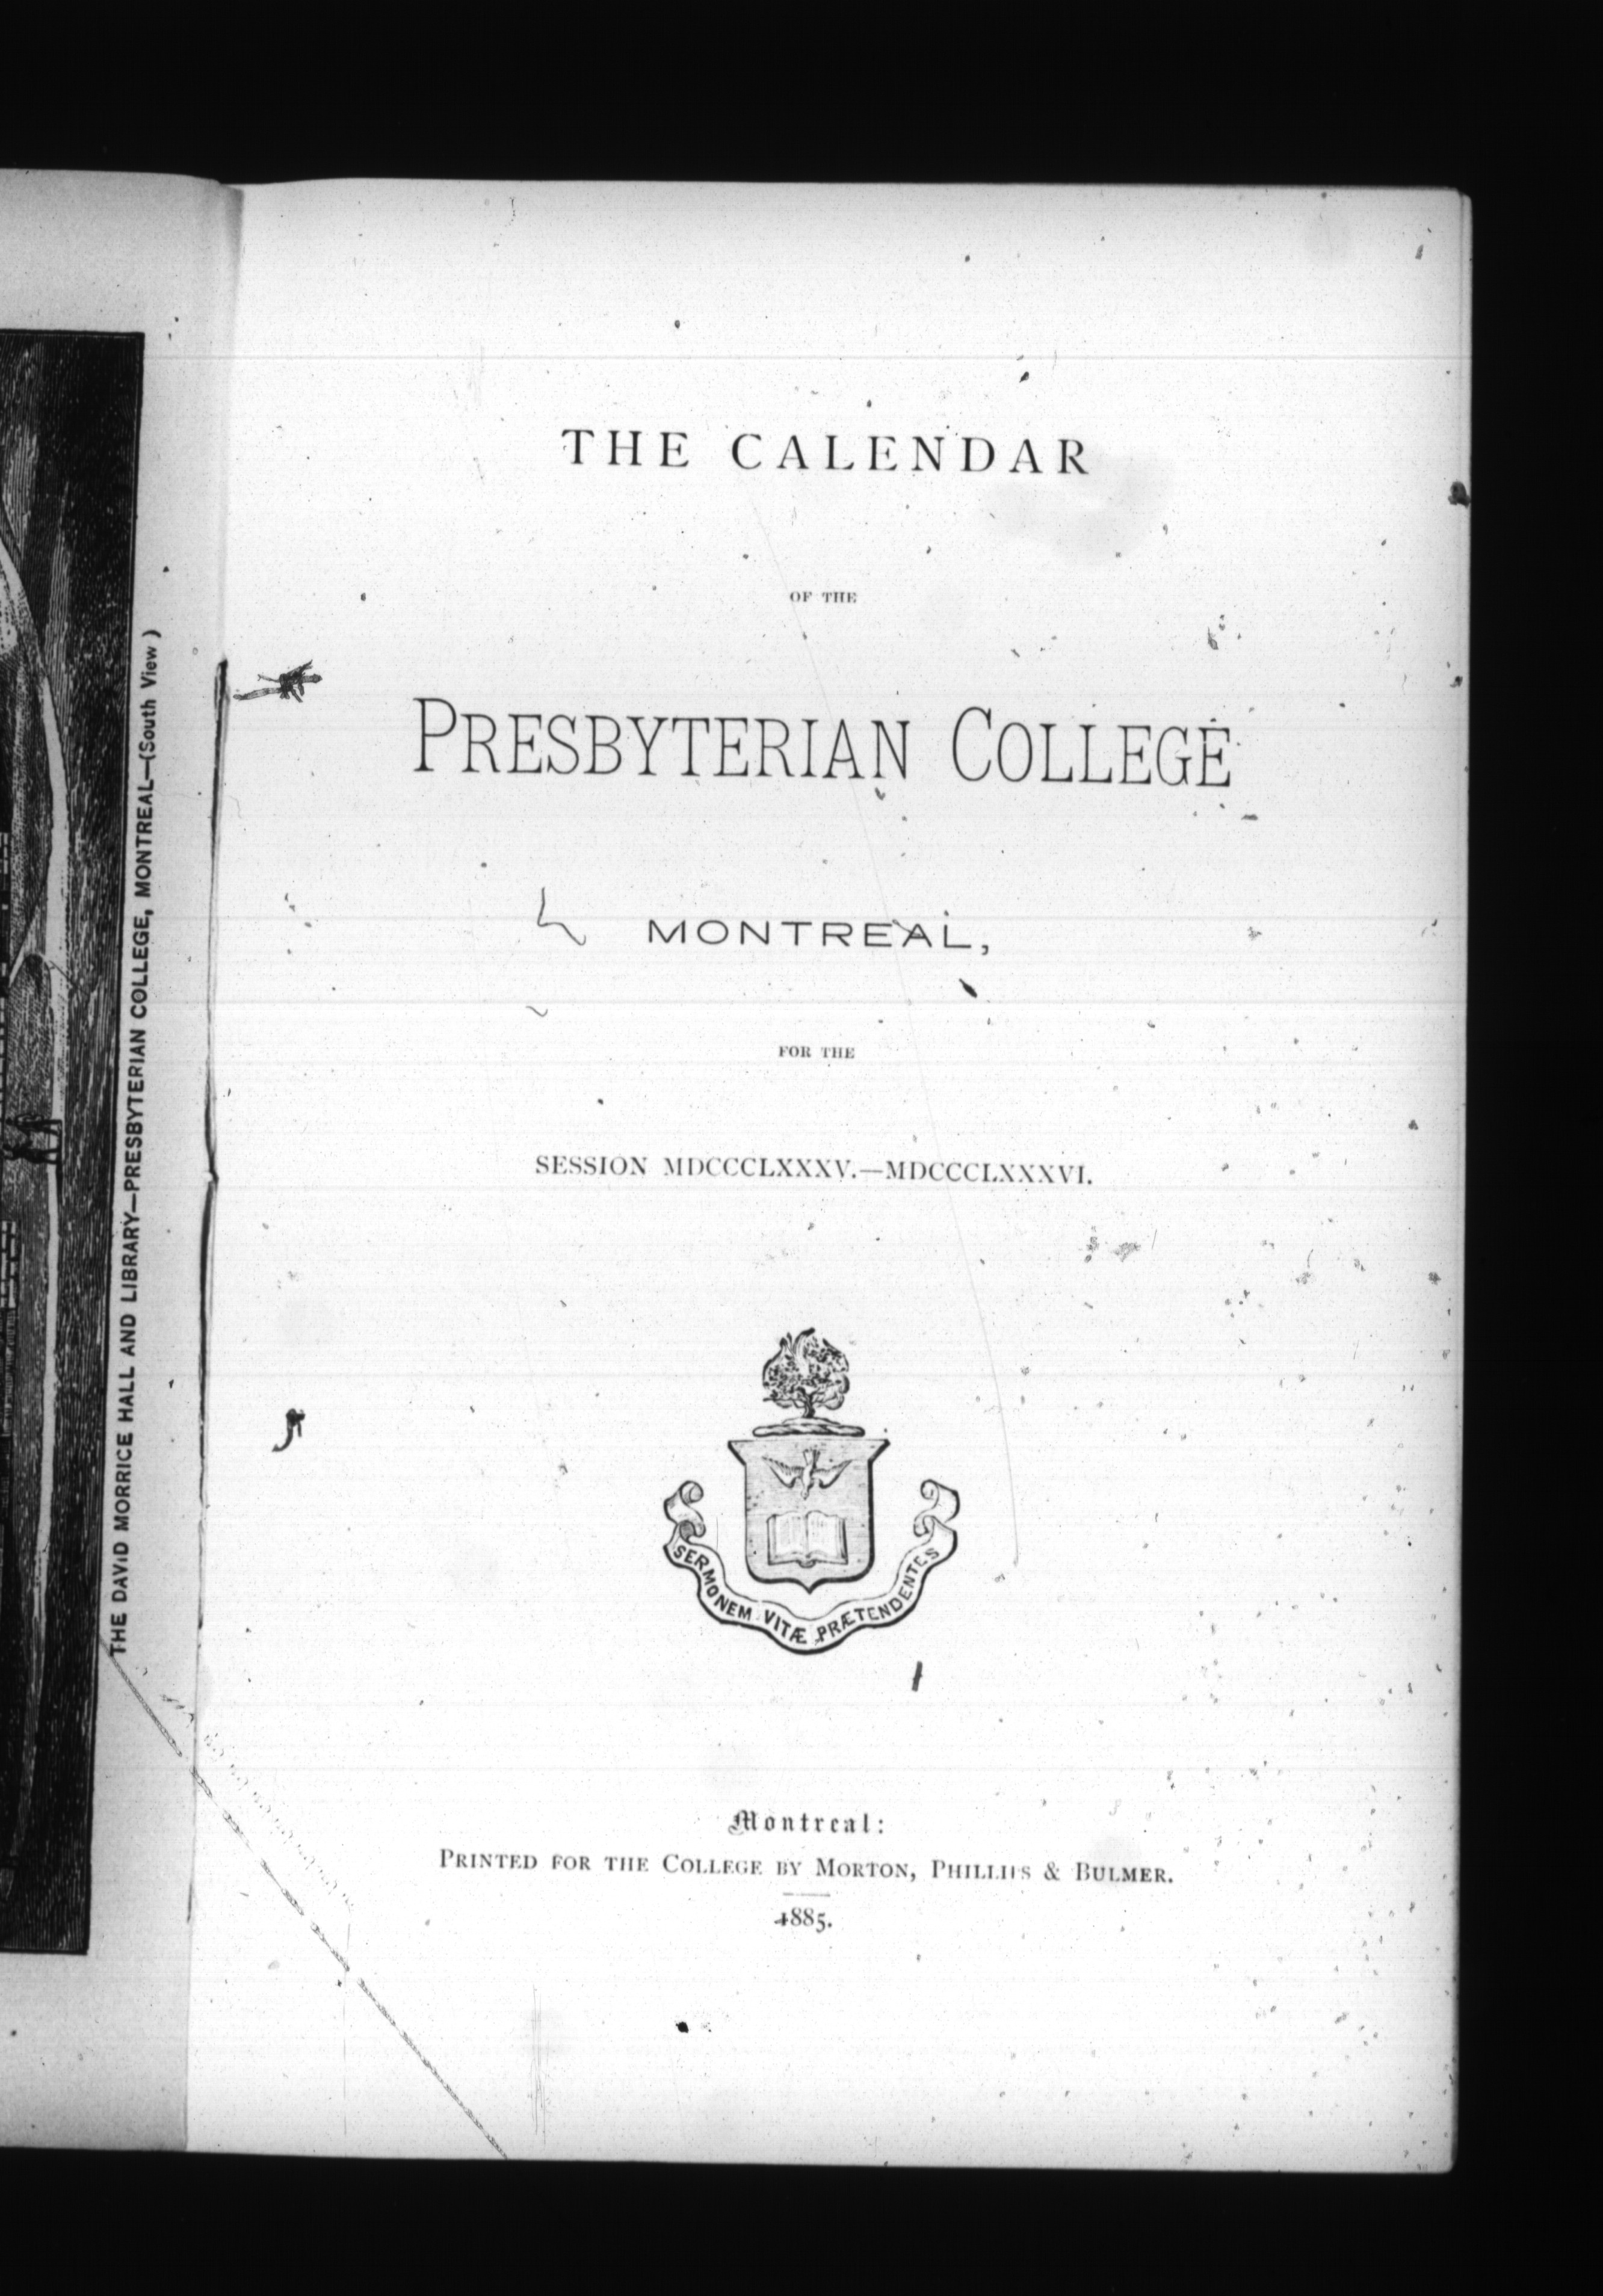 THE DAVID MORRICE HALL AND LIBRARY—PRESBYTERIAN COLLEGE, MONTREAL—(South View)
THE CALENDAR
OF THE
PRESBYTERIAN COLLEGE
MONTREAL,
FOR THE
SESSION MDCCCLXXXV.—MDCCCLXXXVI.
SERMONEM VITÆ PRÆTENDENTES
Montreal:
PRINTED FOR THE COLLEGE BY MORTON, PHILLIPS & BULMER.
1885.